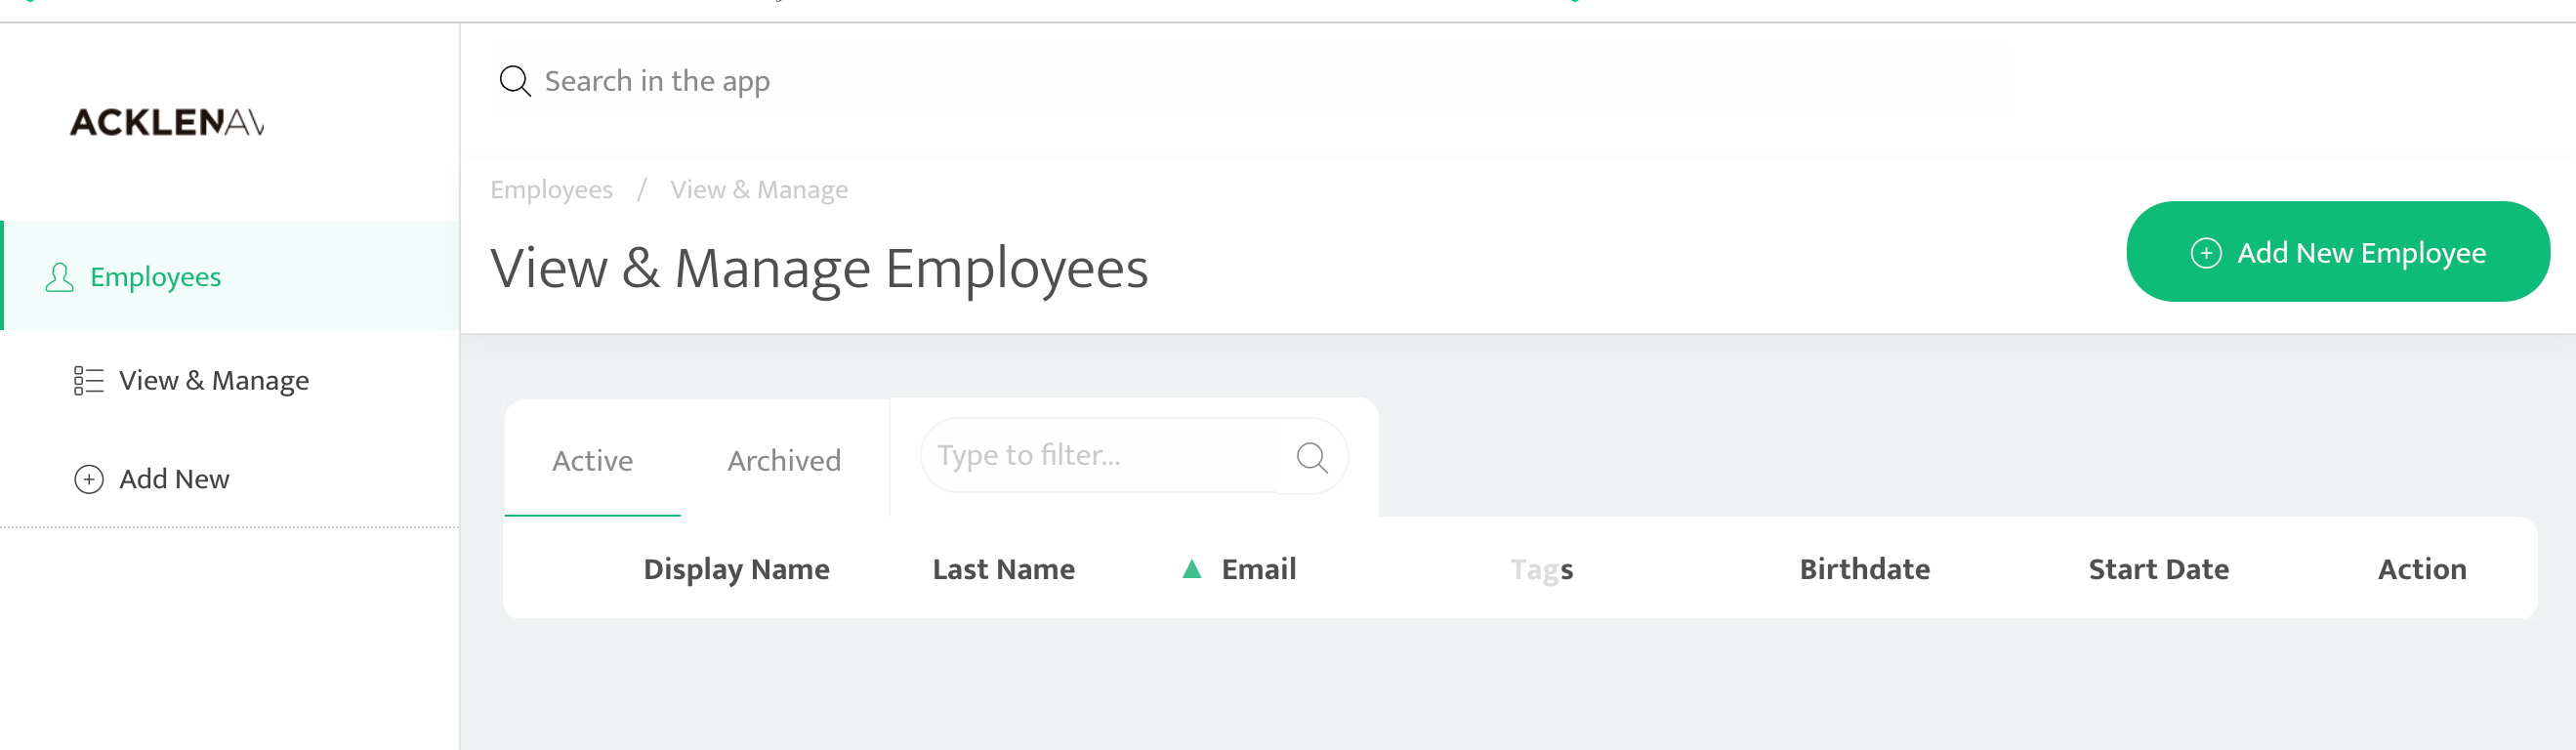 Search in the app
ACKLENAV
Employees / View & Manage
View & Manage Employees
Add New Employee
Employees
View & Manage
Add New
Active Archived Type to filter...
Display Name Last Name Email Tags Birthdate Start Date Action